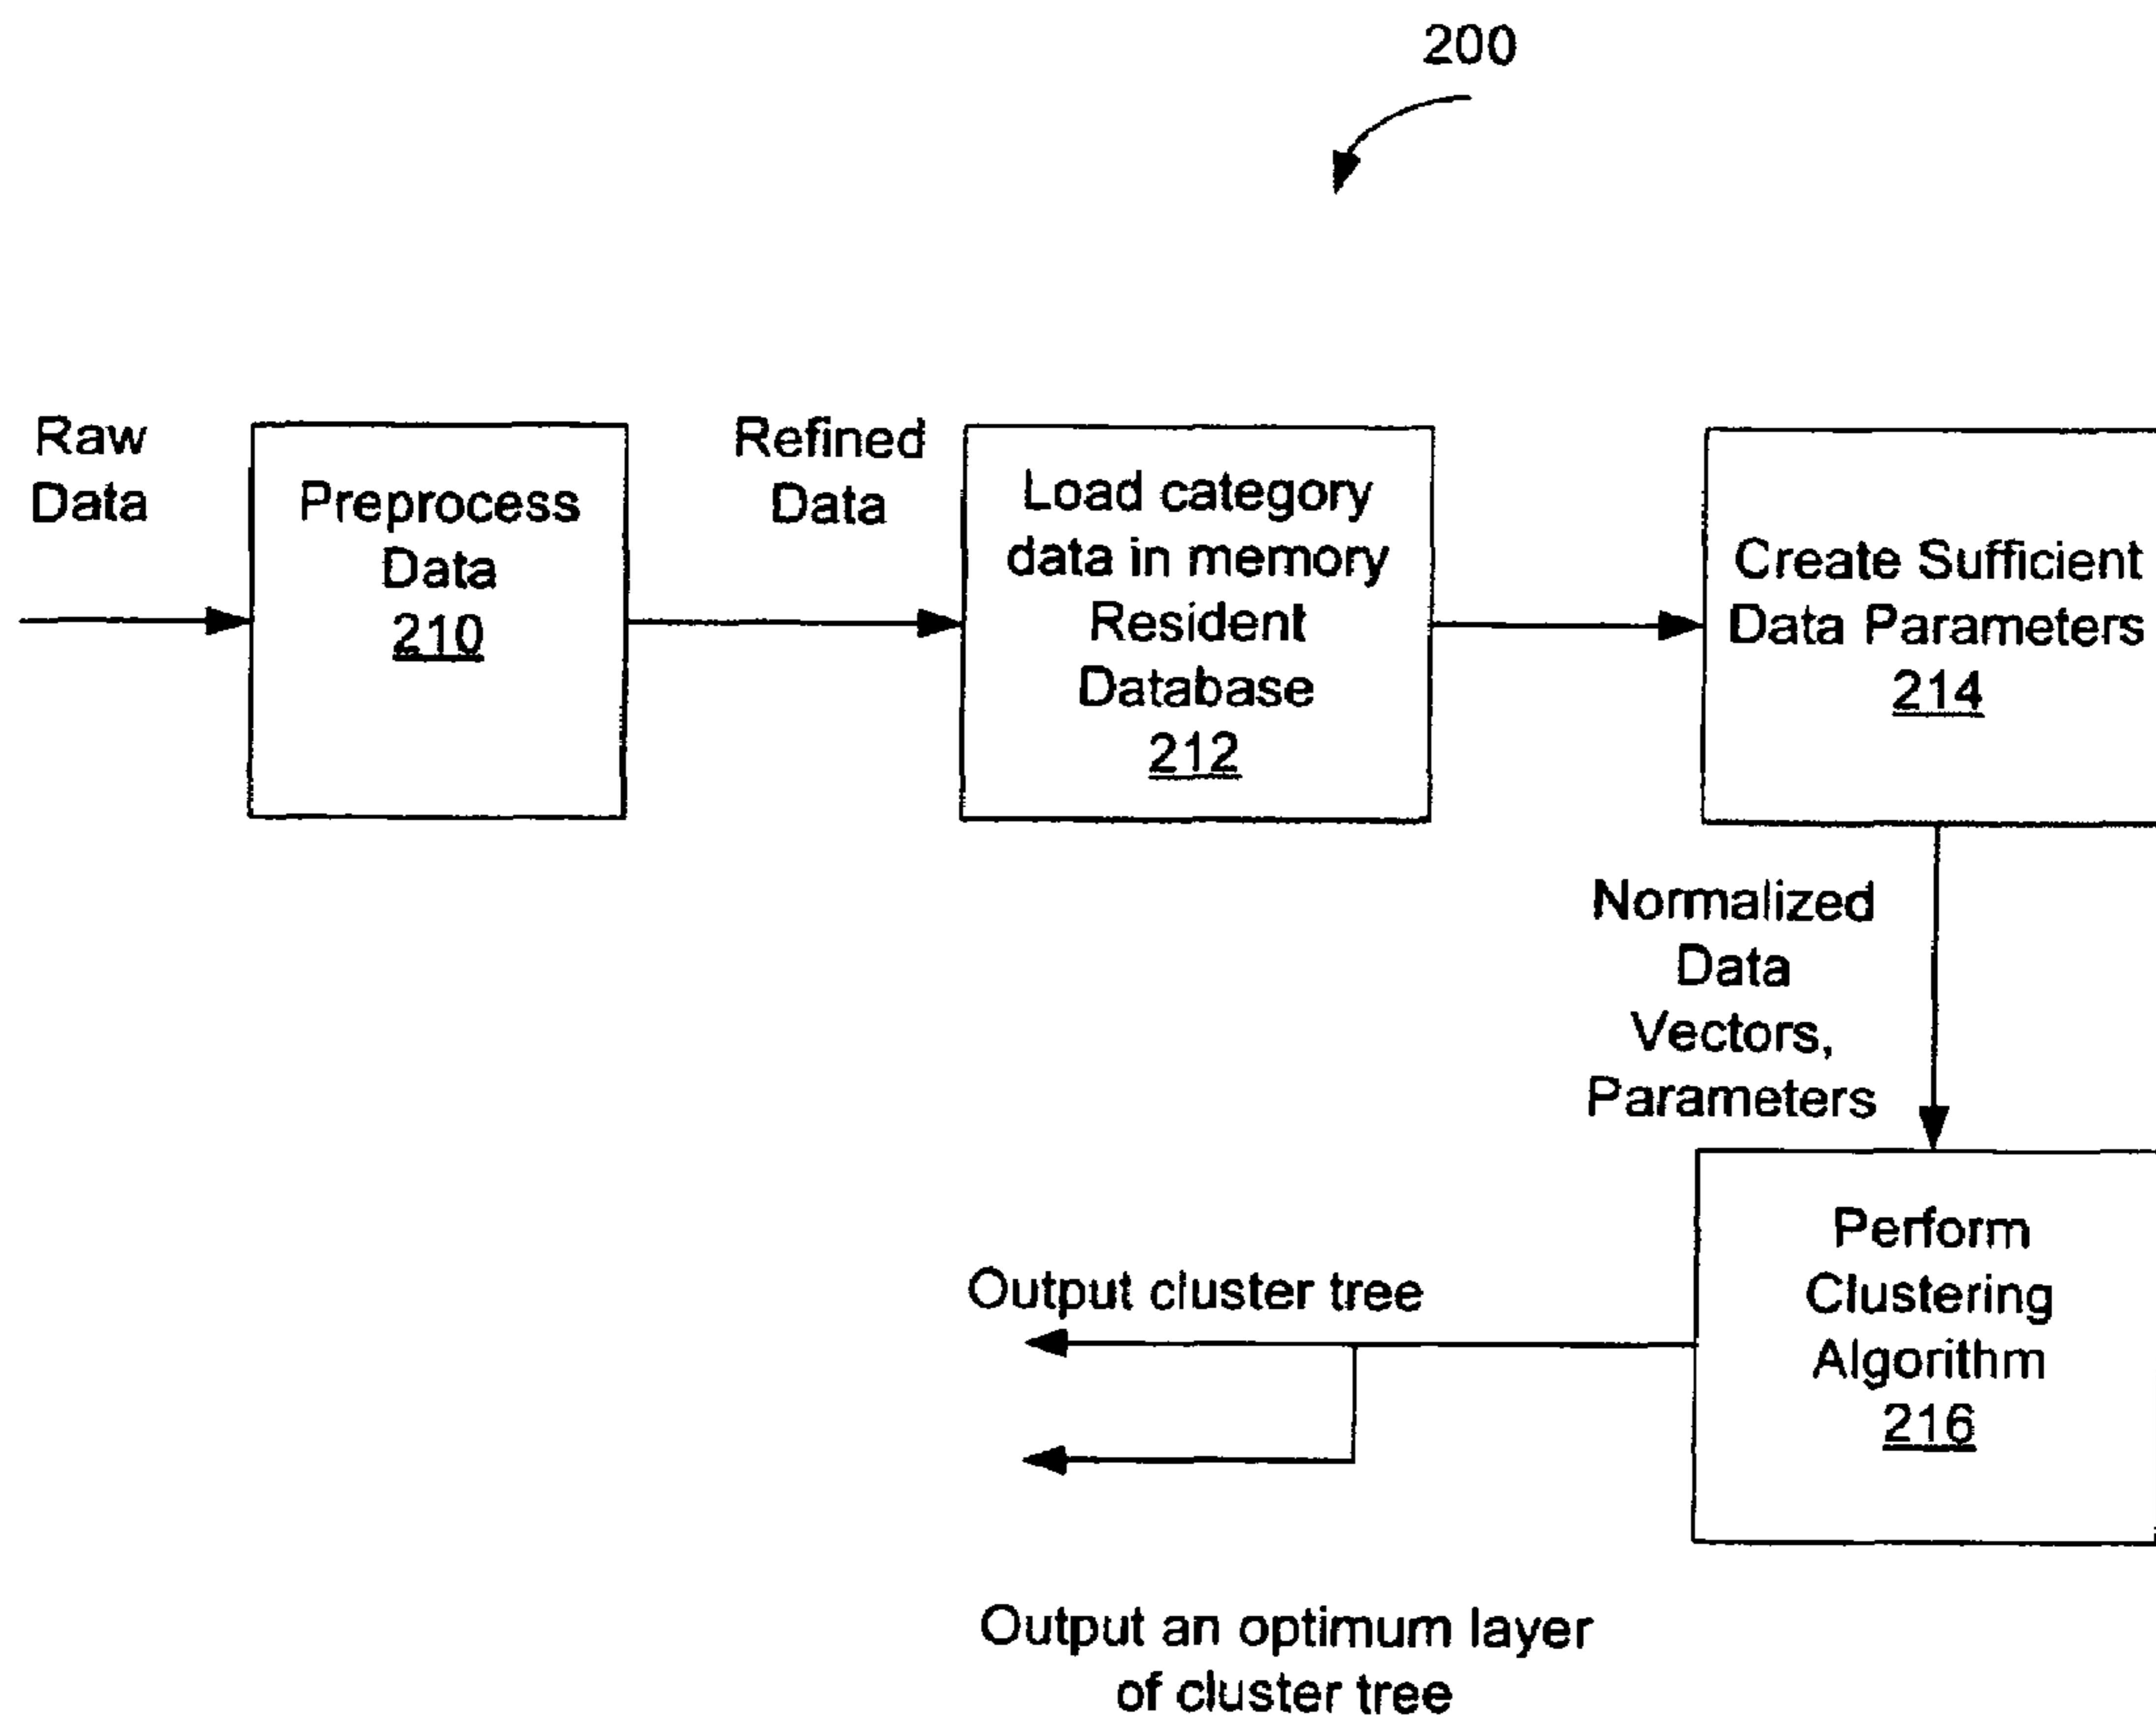 200
Raw
Data
Preprocess
Data
210
Refined
Data
Load category
data in memory
Resident
Database
212
Create Sufficient
Data Parameters
214
Normalized
Data
Vectors,
Parameters
Perform
Clustering
Algorithm
216
Output cluster tree
Output an optimum layer
of cluster tree